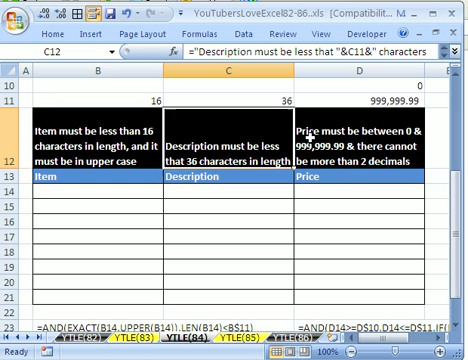 YouTubersLoveExcel82-86..xls [Compatibilit...
Home Insert Page Layout Formulas Data Review View
C12 fx ="Description must be less that "&C11&" characters
A B C D E
10 0
11 16 36 999,999.99
Item must be less than 16
characters in length, and it
12 must be in upper case
Description must be less
that 36 characters in length
Price must be between 0 &
999,999.99 & there cannot
be more than 2 decimals
13 Item Description Price
14
15
16
17
18
19
20
21
23 =AND(EXACT(B14,UPPER(B14)),LEN(B14)<B$11) =AND(D14>=D$10,D14<=D$11,IF(
YTLE(82) YTLE(83) YTLE(84) YTLE(85) YTLE(86)
Ready 100%